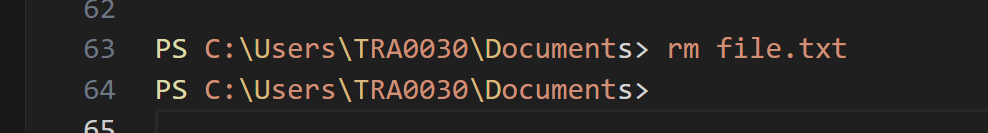 62
63 PS C:\Users\TRA0030\Documents> rm file.txt
64 PS C:\Users\TRA0030\Documents>
65